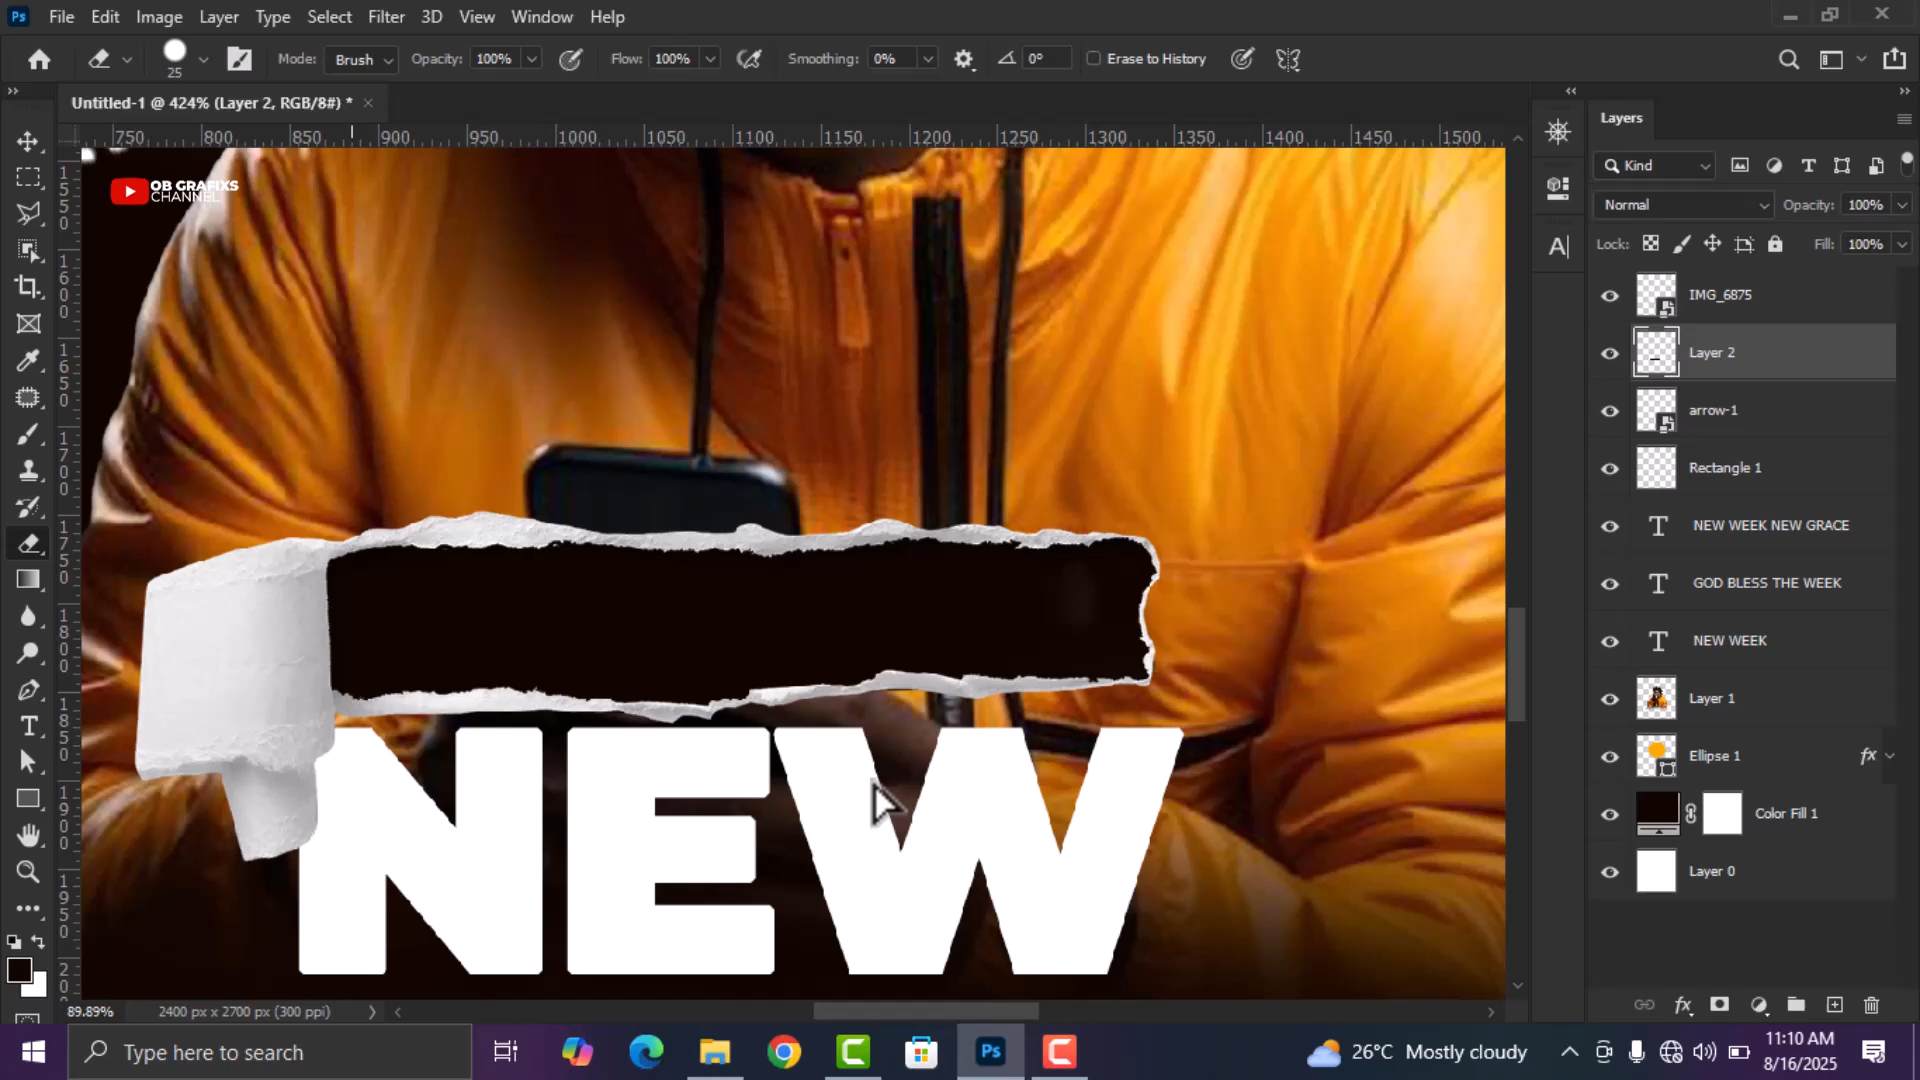 Ps File Edit Image Layer Type Select Filter 3D View Window Help
25 Mode: Brush Opacity: 100% Flow: 100% Smoothing: 0% 0° Erase to History
Untitled-1 @ 424% (Layer 2, RGB/8#) *
750 800 850 900 950 1000 1050 1100 1150 1200 1250 1300 1350 1400 1450 1500
OB GRAFIXS
CHANNEL
NEW
Layers
Kind
Normal Opacity: 100%
Lock: Fill: 100%
IMG_6875
Layer 2
arrow-1
Rectangle 1
NEW WEEK NEW GRACE
GOD BLESS THE WEEK
NEW WEEK
Layer 1
Ellipse 1 fx
Color Fill 1
Layer 0
fx
89.89% 2400 px x 2700 px (300 ppi)
Type here to search
Ps
26°C Mostly cloudy
11:10 AM
8/16/2025